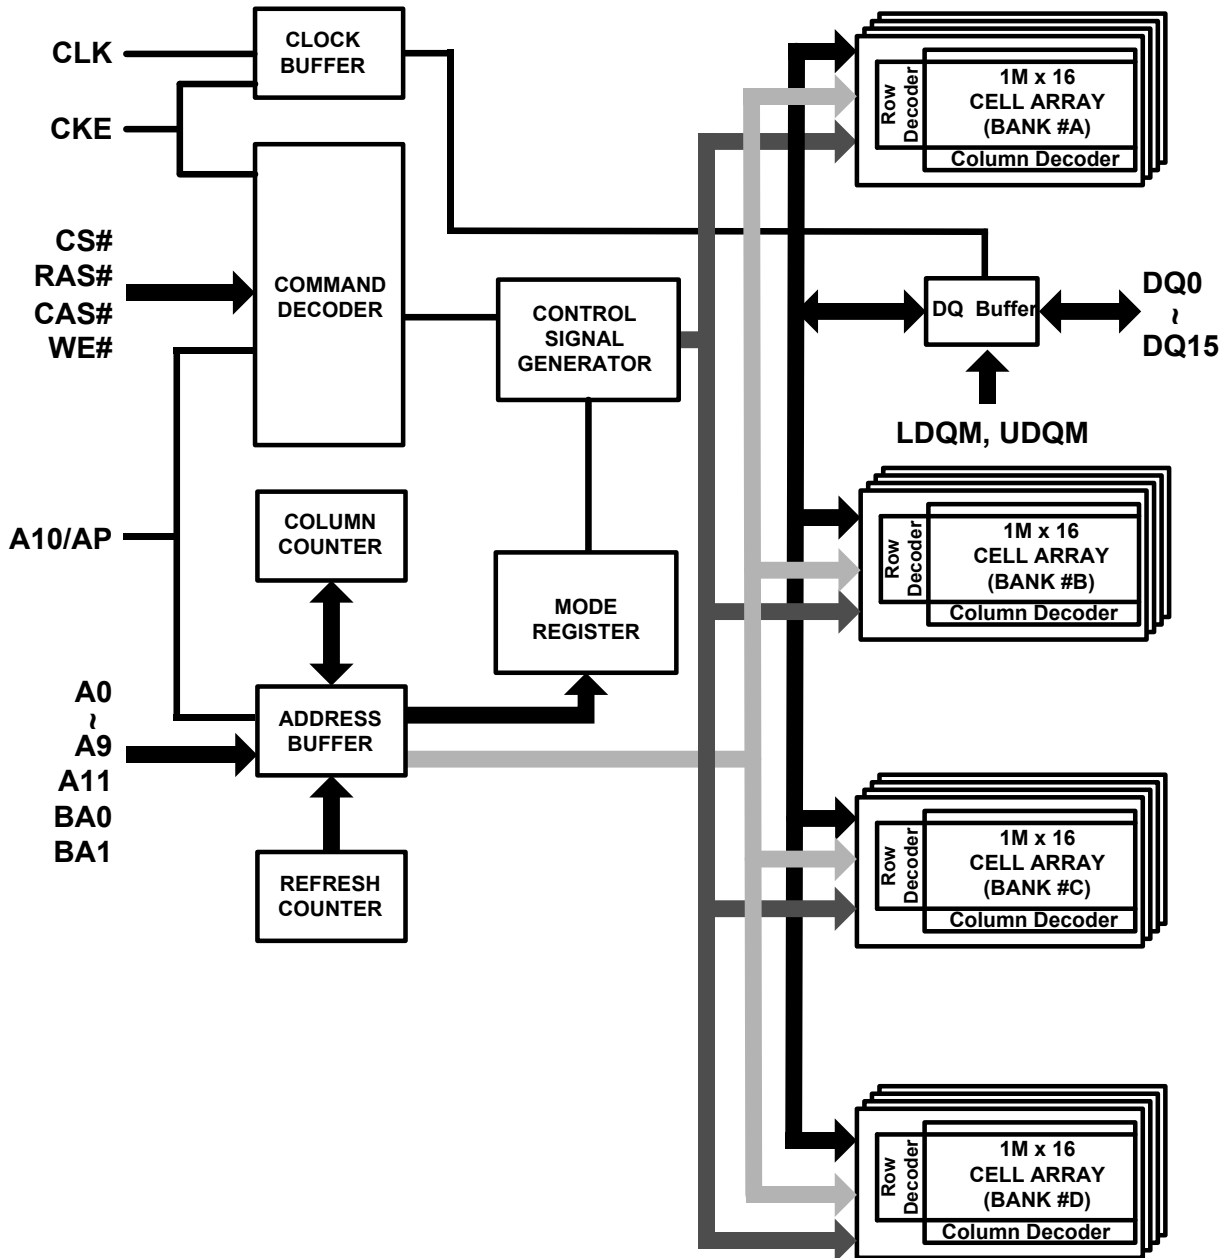 CLK
CKE
CLOCK
BUFFER
CS#
RAS#
CAS#
WE#
COMMAND
DECODER
CONTROL
SIGNAL
GENERATOR
A10/AP
COLUMN
COUNTER
MODE
REGISTER
A0
~
A9
A11
BA0
BA1
ADDRESS
BUFFER
REFRESH
COUNTER
Row
Decoder
1M x 16
CELL ARRAY
(BANK #A)
Column Decoder
DQ Buffer
DQ0
~
DQ15
LDQM, UDQM
Row
Decoder
1M x 16
CELL ARRAY
(BANK #B)
Column Decoder
Row
Decoder
1M x 16
CELL ARRAY
(BANK #C)
Column Decoder
Row
Decoder
1M x 16
CELL ARRAY
(BANK #D)
Column Decoder